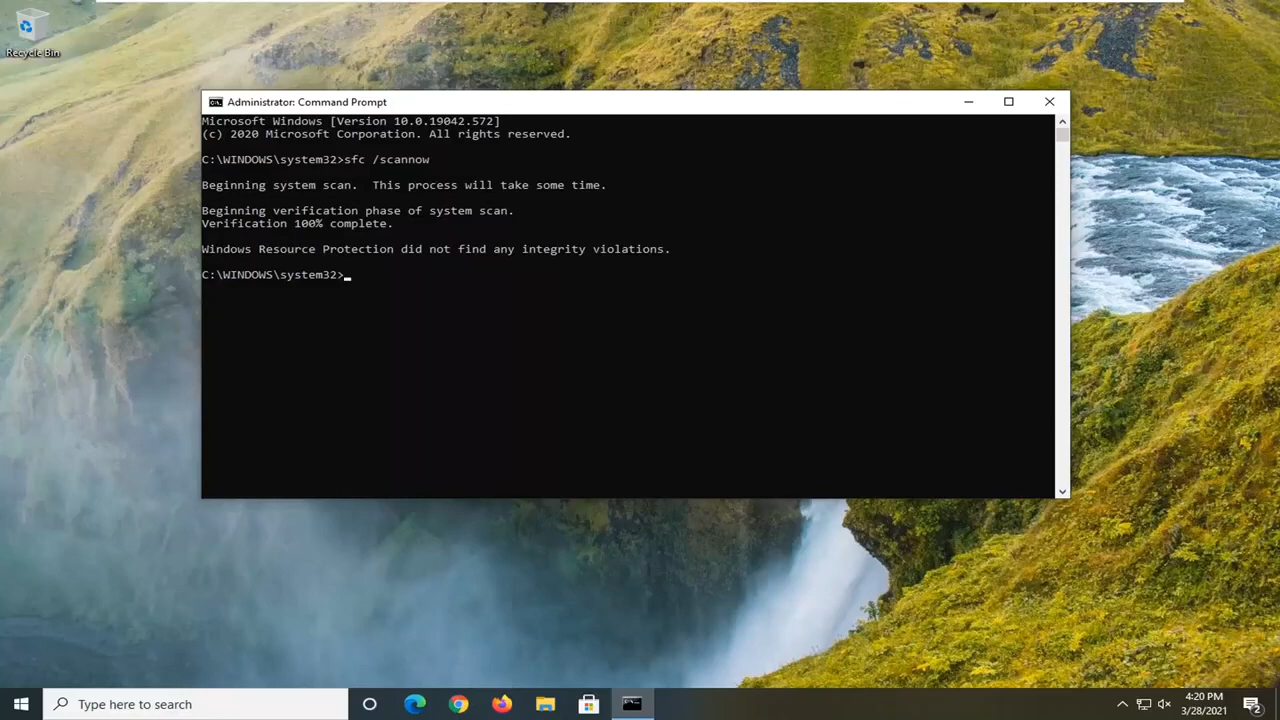 Recycle Bin
Administrator: Command Prompt
Microsoft Windows [Version 10.0.19042.572]
(c) 2020 Microsoft Corporation. All rights reserved.
C:\WINDOWS\system32>sfc /scannow
Beginning system scan.  This process will take some time.
Beginning verification phase of system scan.
Verification 100% complete.
Windows Resource Protection did not find any integrity violations.
C:\WINDOWS\system32>
Type here to search
4:20 PM
3/28/2021
2